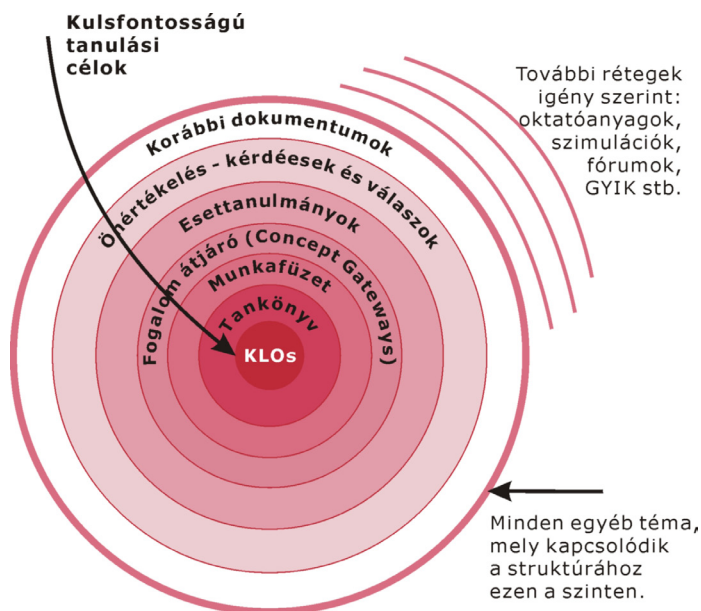 Kulsfontosságú
tanulási
célok
További rétegek
igény szerint:
oktatóanyagok,
szimulációk,
fórumok,
GYIK stb.
Korábbi dokumentumok
Önértékelés - kérdéesek és válaszok
Esettanulmányok
Fogalom átjáró (Concept Gateways)
Munkafüzet
Tankönyv
KLOs
Minden egyéb téma,
mely kapcsolódik
a struktúrához
ezen a szinten.